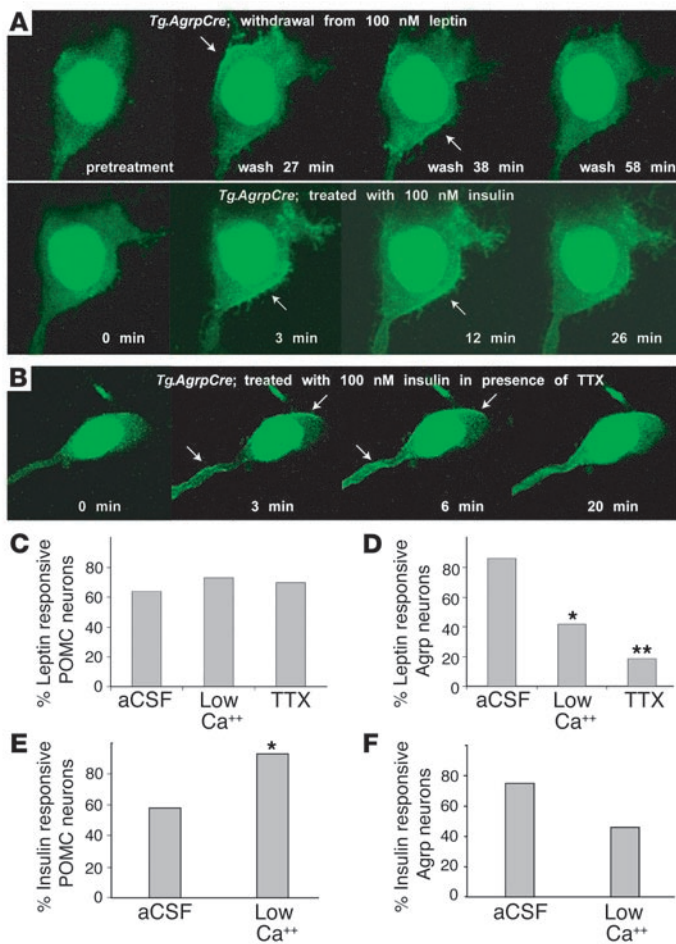 A
Tg.AgrpCre; withdrawal from 100 nM leptin
pretreatment wash 27 min wash 38 min wash 58 min
Tg.AgrpCre; treated with 100 nM insulin
0 min 3 min 12 min 26 min
B
Tg.AgrpCre; treated with 100 nM insulin in presence of TTX
0 min 3 min 6 min 20 min
C
% Leptin responsive
POMC neurons
80
60
40
20
0
aCSF Low TTX
Ca++
D
% Leptin responsive
Agrp neurons
80
60
40
20
0
* **
aCSF Low TTX
Ca++
E
% Insulin responsive
POMC neurons
80
60
40
20
0
*
aCSF Low
Ca++
F
% Insulin responsive
Agrp neurons
80
60
40
20
0
aCSF Low
Ca++